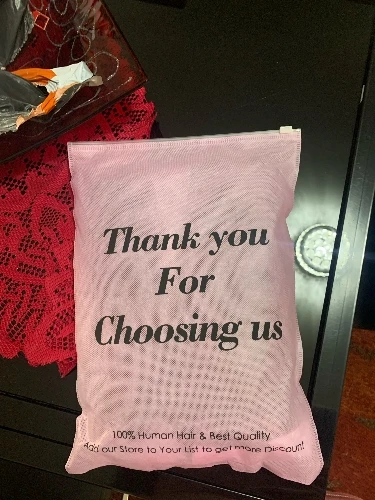 Thank you
For
Choosing us
100% Human Hair & Best Quality
Add our Store to Your List to get more Discount